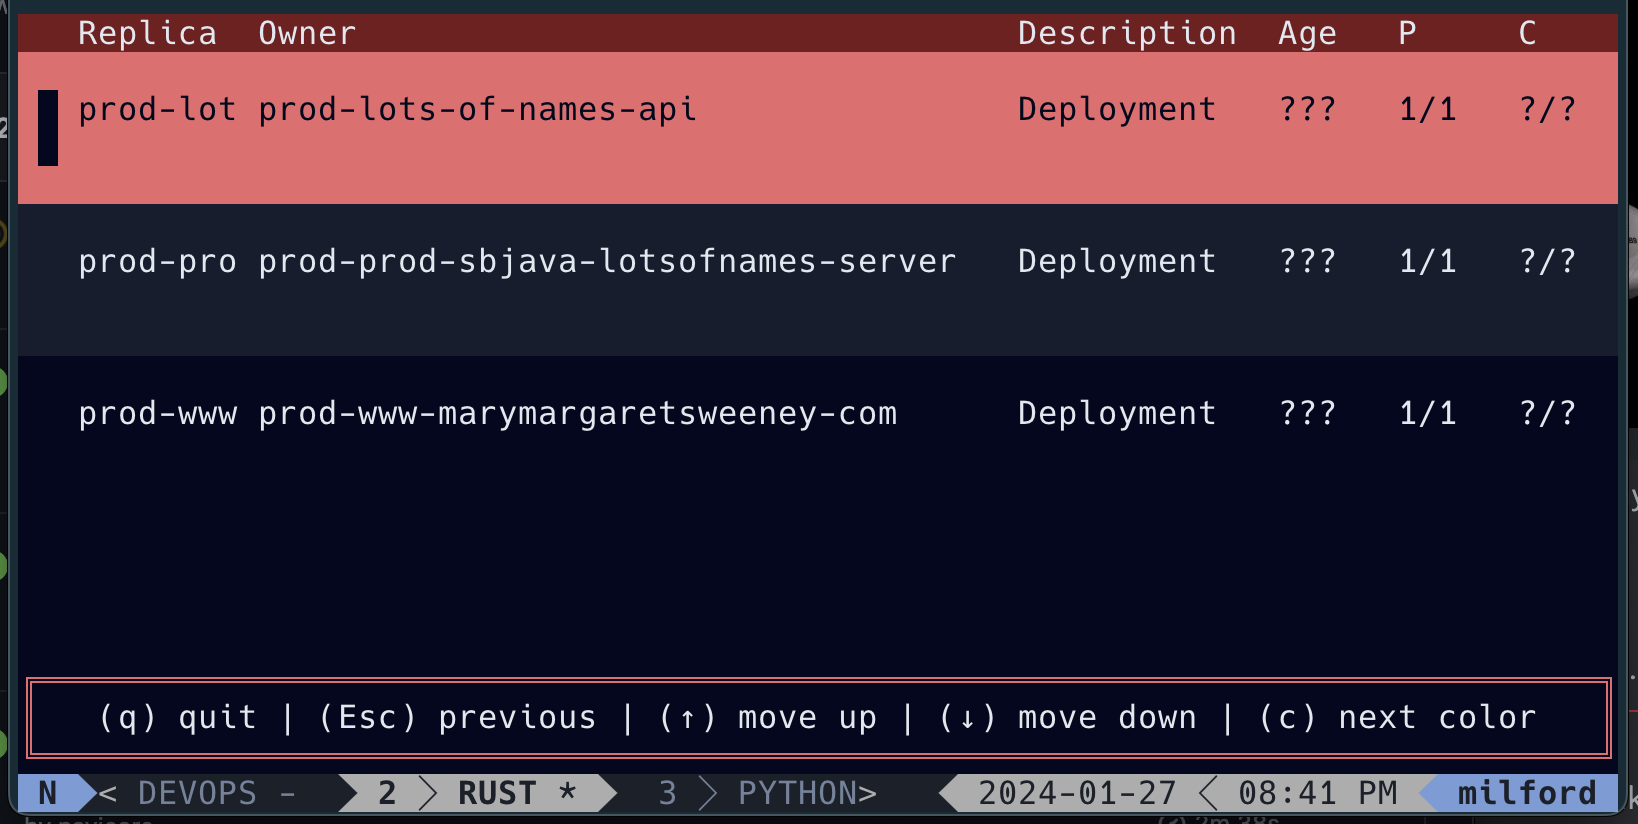 Replica Owner Description Age P C
prod-lot prod-lots-of-names-api Deployment ??? 1/1 ?/?
prod-pro prod-prod-sbjava-lotsofnames-server Deployment ??? 1/1 ?/?
prod-www prod-www-marymargaretsweeney-com Deployment ??? 1/1 ?/?
(q) quit | (Esc) previous | (↑) move up | (↓) move down | (c) next color
N < DEVOPS - 2 RUST * 3 PYTHON> 2024-01-27 08:41 PM milford